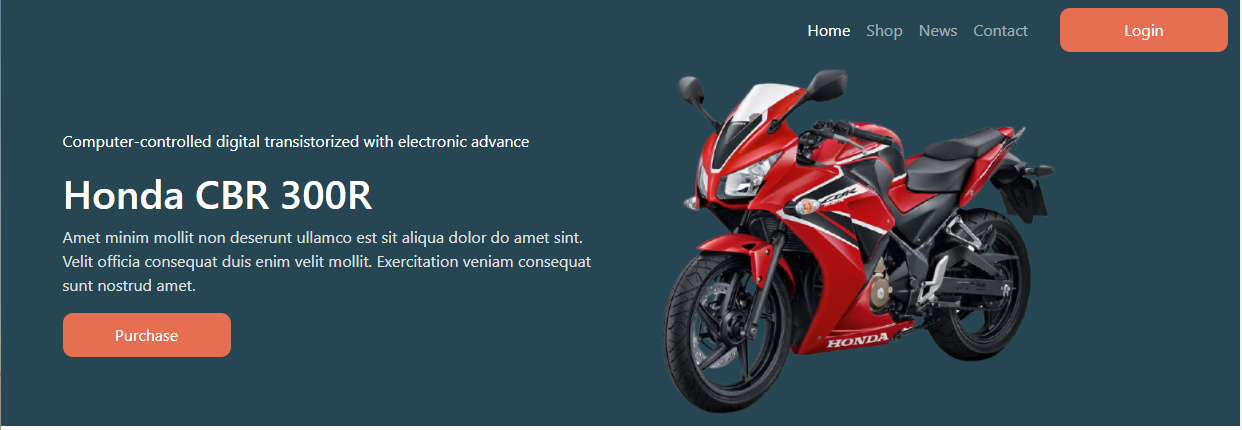 Home Shop News Contact Login
Computer-controlled digital transistorized with electronic advance
Honda CBR 300R
Amet minim mollit non deserunt ullamco est sit aliqua dolor do amet sint.
Velit officia consequat duis enim velit mollit. Exercitation veniam consequat
sunt nostrud amet.
Purchase
HONDA